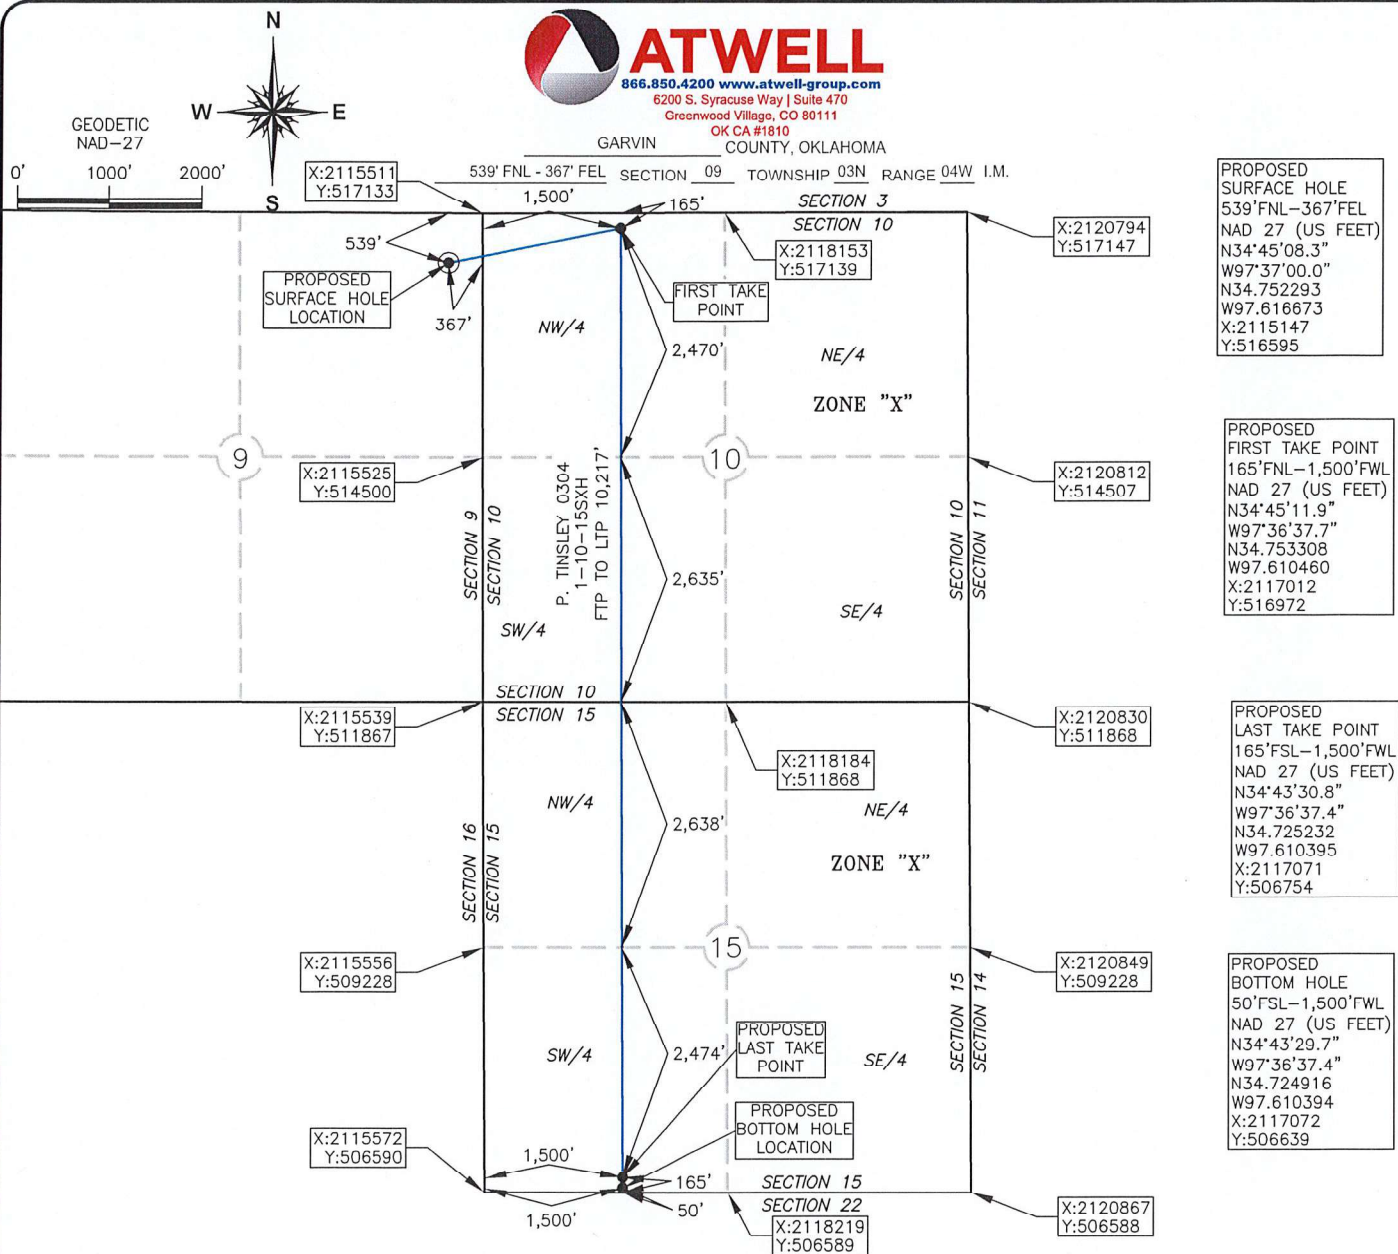 N
W
E
S
GEODETIC
NAD-27
0'
1000'
2000'
ATWELL
866.850.4200 www.atwell-group.com
6200 S. Syracuse Way | Suite 470
Greenwood Village, CO 80111
OK CA #1810
GARVIN COUNTY, OKLAHOMA
539' FNL - 367' FEL SECTION 09 TOWNSHIP 03N RANGE 04W I.M.
X:2115511
Y:517133
1,500'
165'
SECTION 3
SECTION 10
539'
X:2118153
Y:517139
X:2120794
Y:517147
PROPOSED
SURFACE HOLE
LOCATION
367'
FIRST TAKE
POINT
NW/4
2,470'
NE/4
ZONE "X"
9
10
X:2115525
Y:514500
X:2120812
Y:514507
SECTION 9
SECTION 10
P. TINSLEY 0304
1-10-15SXH
FTP TO LTP 10,217'
2,635'
SECTION 10
SECTION 11
SW/4
SE/4
SECTION 10
SECTION 15
X:2115539
Y:511867
X:2118184
Y:511868
X:2120830
Y:511868
NW/4
NE/4
2,638'
ZONE "X"
SECTION 16
SECTION 15
15
X:2115556
Y:509228
X:2120849
Y:509228
SECTION 15
SECTION 14
SW/4
2,474'
PROPOSED
LAST TAKE
POINT
SE/4
PROPOSED
BOTTOM HOLE
LOCATION
X:2115572
Y:506590
1,500'
165'
SECTION 15
SECTION 22
1,500'
50'
X:2118219
Y:506589
X:2120867
Y:506588
PROPOSED
SURFACE HOLE
539'FNL-367'FEL
NAD 27 (US FEET)
N34°45'08.3"
W97°37'00.0"
N34.752293
W97.616673
X:2115147
Y:516595
PROPOSED
FIRST TAKE POINT
165'FNL-1,500'FWL
NAD 27 (US FEET)
N34°45'11.9"
W97°36'37.7"
N34.753308
W97.610460
X:2117012
Y:516972
PROPOSED
LAST TAKE POINT
165'FSL-1,500'FWL
NAD 27 (US FEET)
N34°43'30.8"
W97°36'37.4"
N34.725232
W97.610395
X:2117071
Y:506754
PROPOSED
BOTTOM HOLE
50'FSL-1,500'FWL
NAD 27 (US FEET)
N34°43'29.7"
W97°36'37.4"
N34.724916
W97.610394
X:2117072
Y:506639